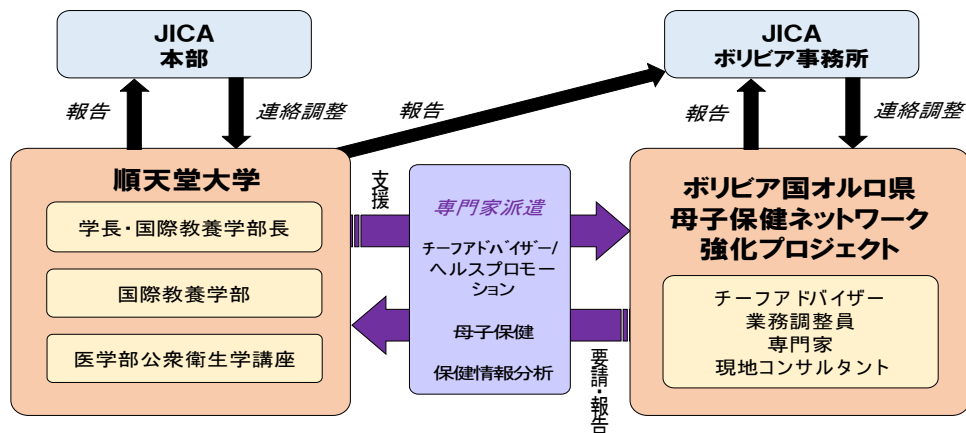 JICA
本部
JICA
ボリビア事務所
報告
連絡調整
報告
報告
連絡調整
順天堂大学
学長・国際教養学部長
国際教養学部
医学部公衆衛生学講座
支援
専門家派遣
チーフアドバイザー/
ヘルスプロモー
ション
母子保健
保健情報分析
要請・報告
ボリビア国オルロ県
母子保健ネットワーク
強化プロジェクト
チーフアドバイザー
業務調整員
専門家
現地コンサルタント